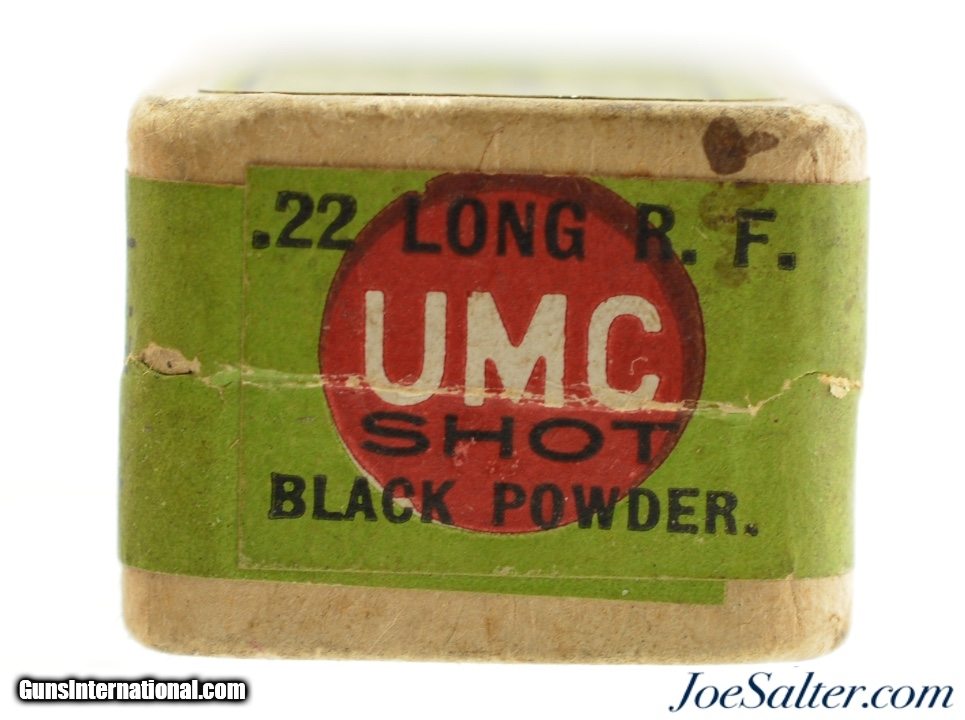 .22 LONG R. F.
UMC
SHOT
BLACK POWDER.
GunsInternational.com
JoeSalter.com